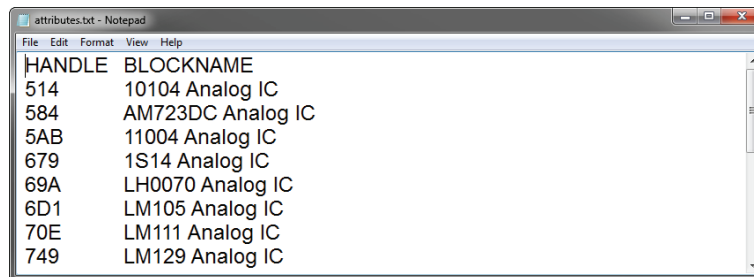 attributes.txt - Notepad
File Edit Format View Help
HANDLE BLOCKNAME
514 10104 Analog IC
584 AM723DC Analog IC
5AB 11004 Analog IC
679 1S14 Analog IC
69A LH0070 Analog IC
6D1 LM105 Analog IC
70E LM111 Analog IC
749 LM129 Analog IC